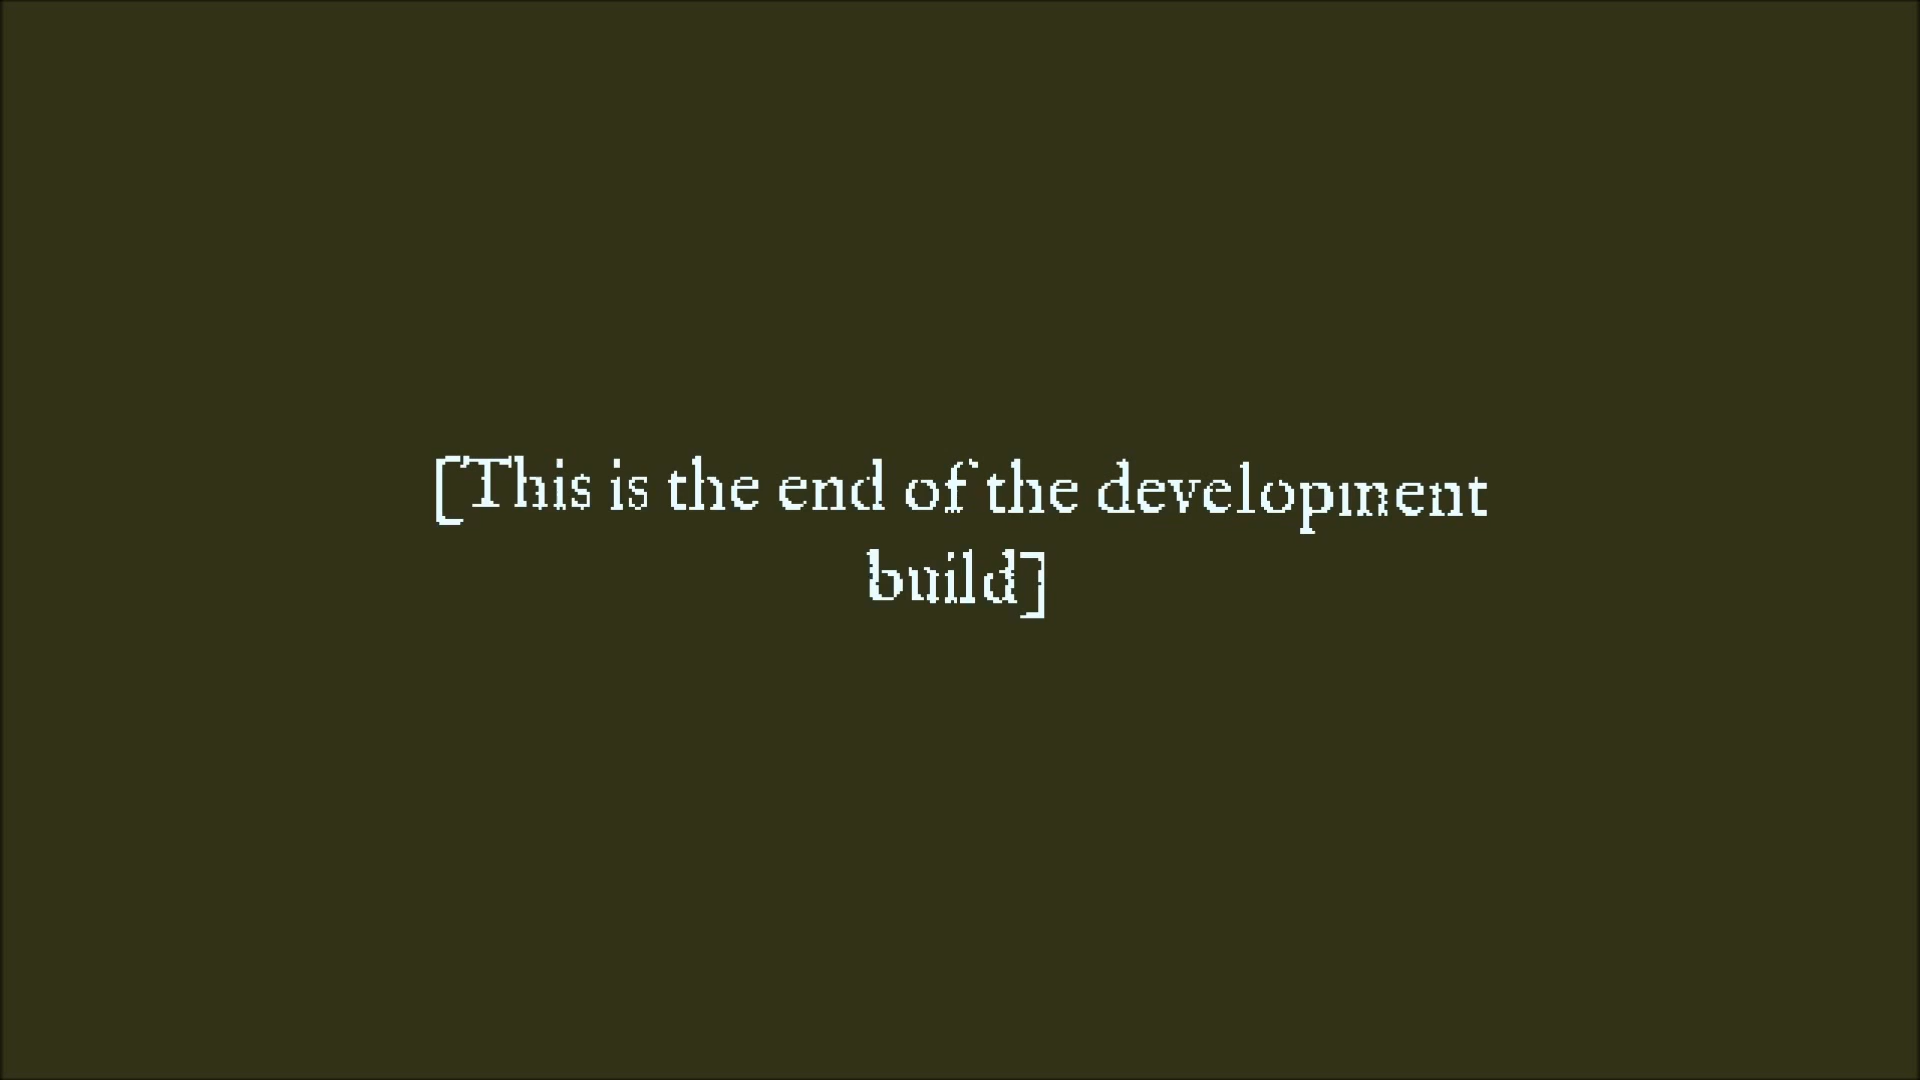 [This is the end of the development
build]